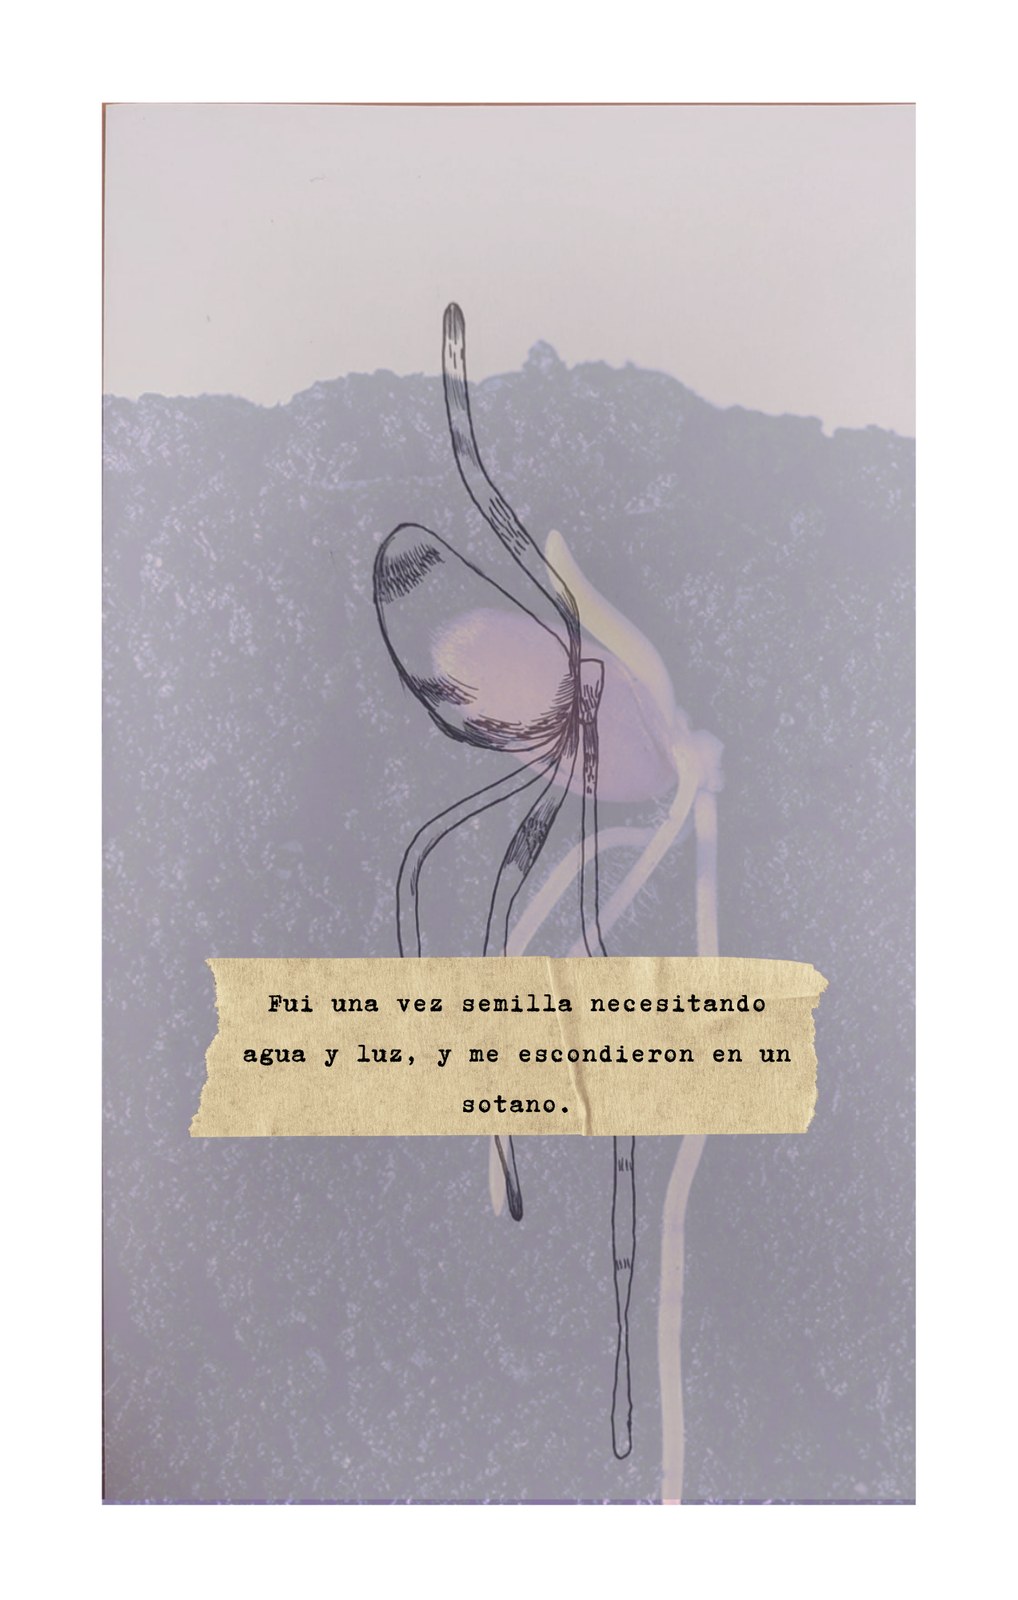 Fui una vez semilla necesitando
agua y luz, y me escondieron en un
sotano.